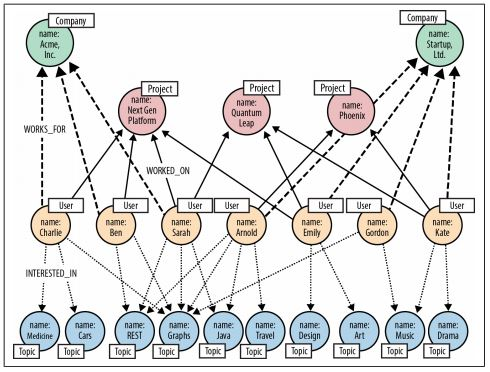 Company
name:
Acme,
Inc.
Company
name:
Startup,
Ltd.
Project
name:
Next Gen
Platform
Project
name:
Quantum
Leap
Project
name:
Phoenix
WORKS_FOR
WORKED_ON
User
name:
Charlie
User
name:
Ben
User
name:
Sarah
User
name:
Arnold
User
name:
Emily
User
name:
Gordon
User
name:
Kate
INTERESTED_IN
name:
Medicine
Topic
name:
Cars
Topic
name:
REST
Topic
name:
Graphs
Topic
name:
Java
Topic
name:
Travel
Topic
name:
Design
Topic
name:
Art
Topic
name:
Music
Topic
name:
Drama
Topic